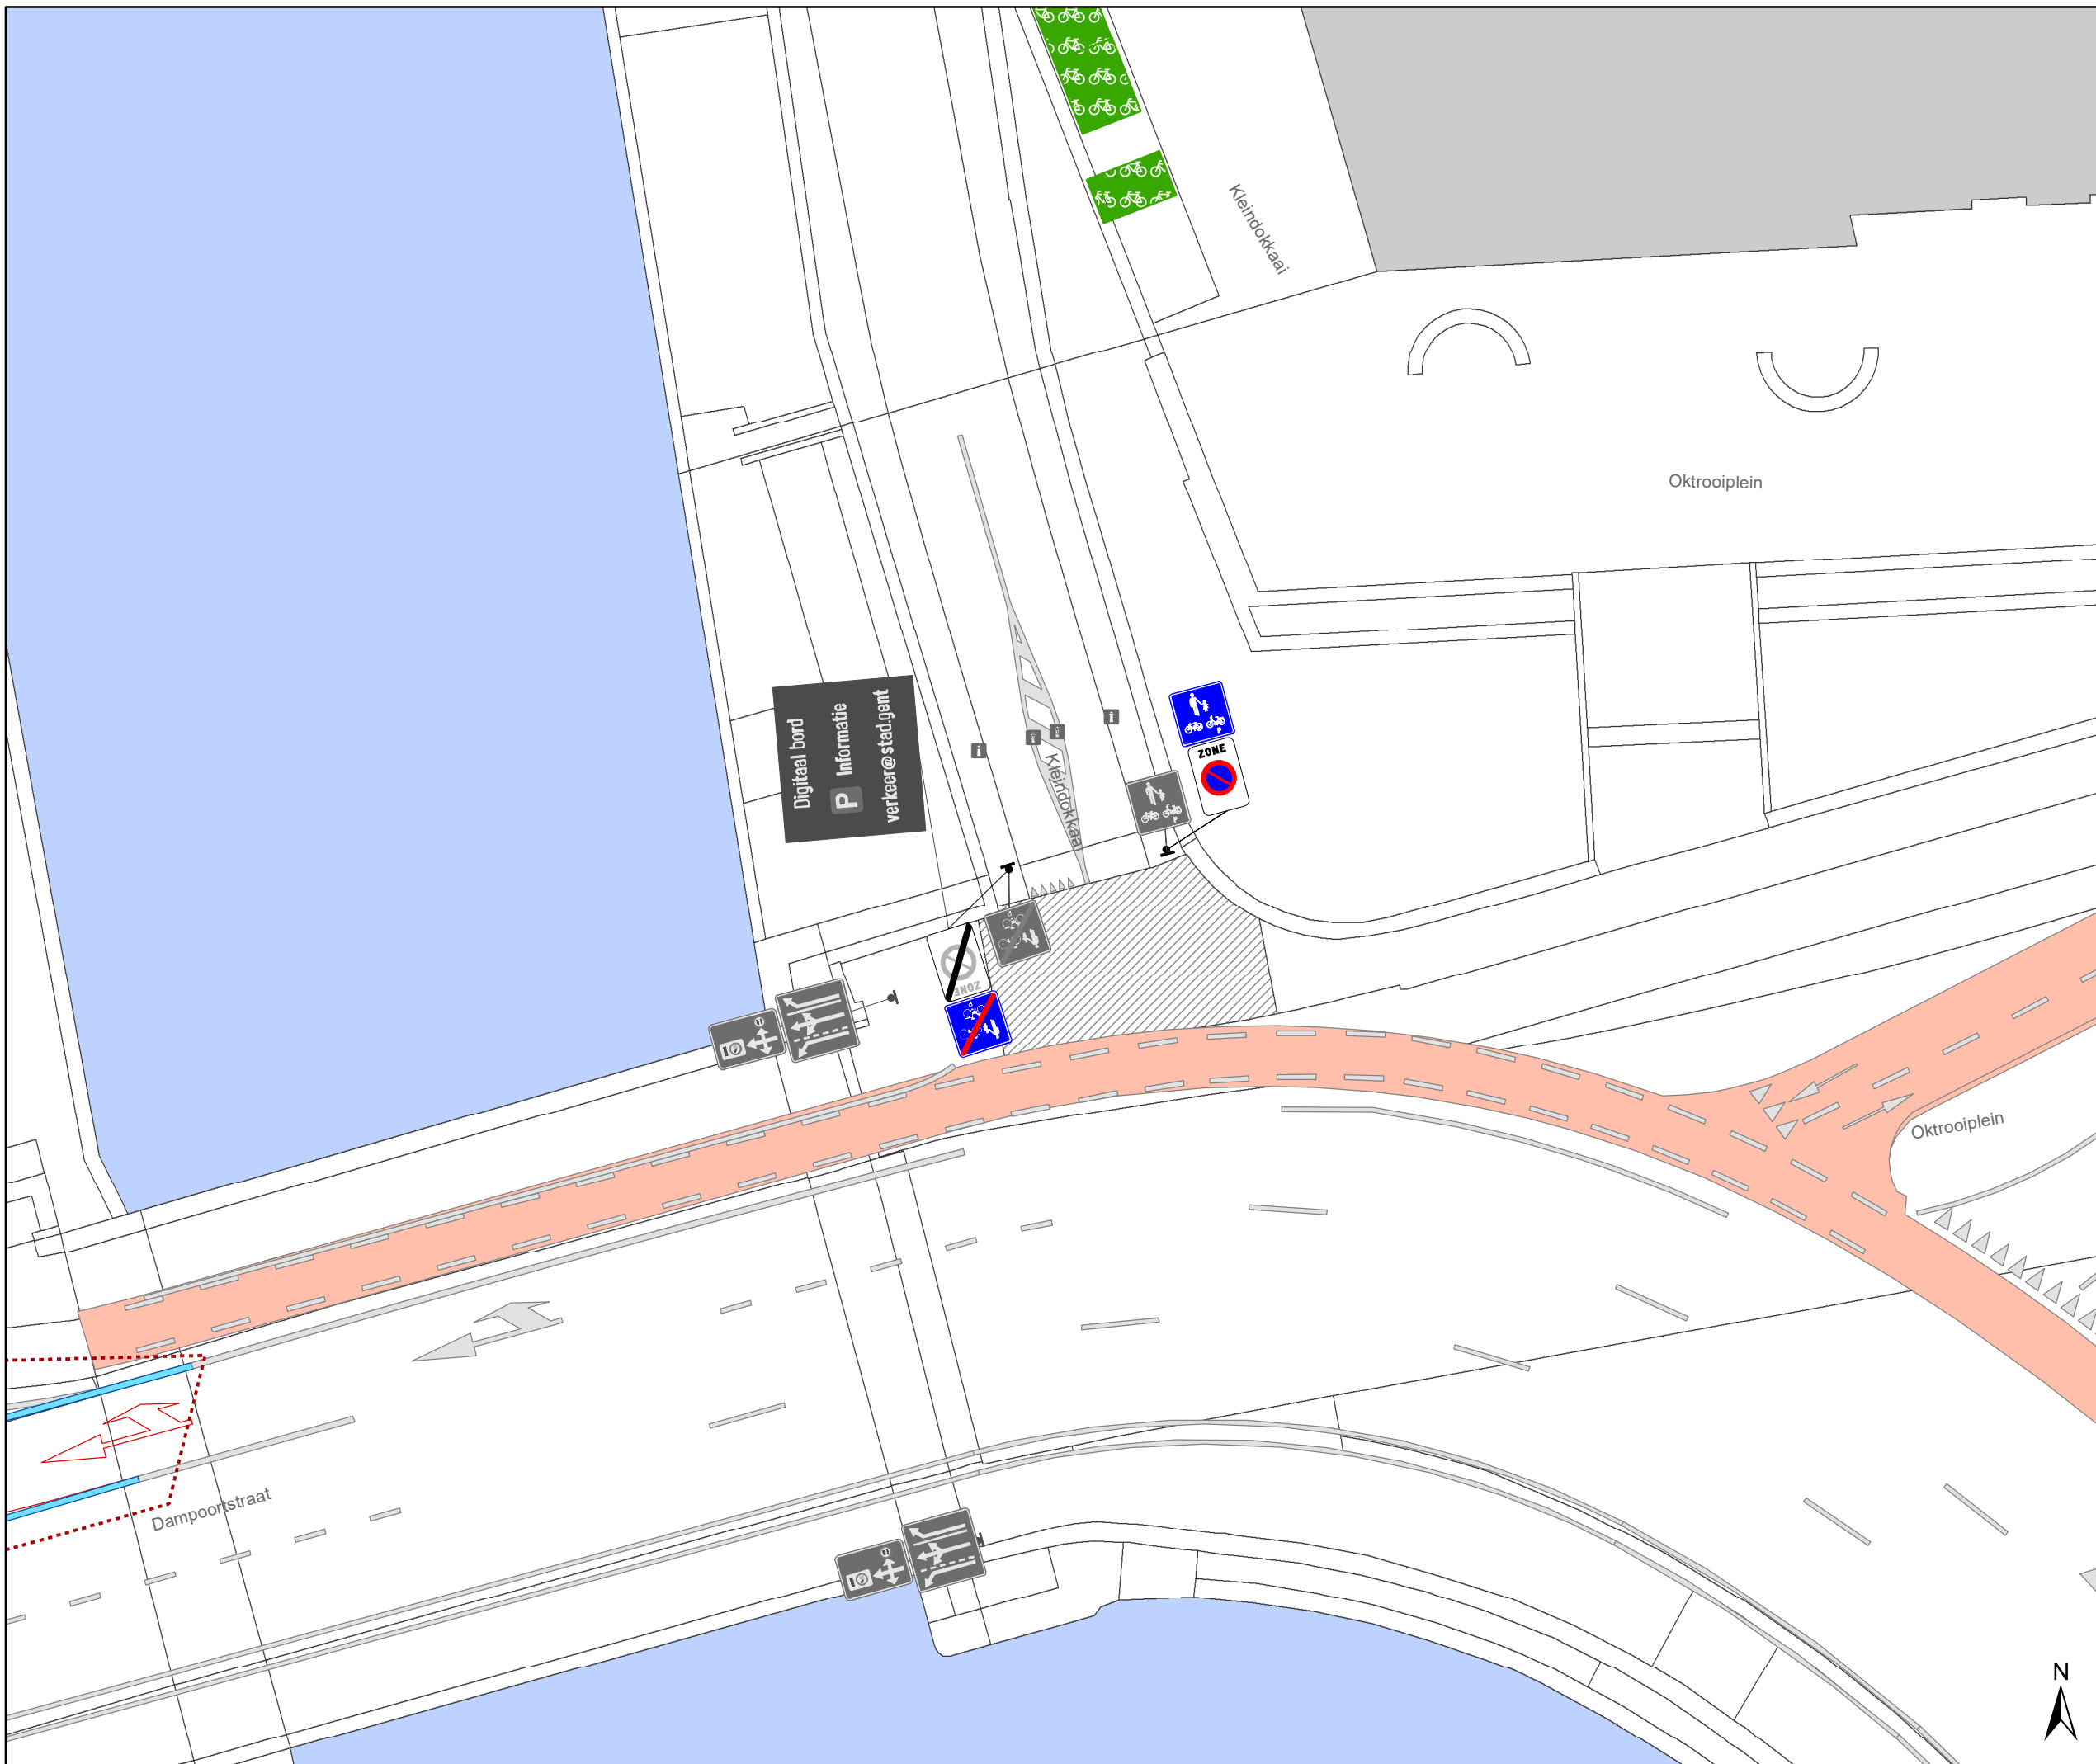 Kleindokkaai
Oktrooiplein
ZONE
Digitaal bord
P Informatie
verkeer@stad.gent
Kleindokkaai
P
ZONE
Oktrooiplein
Dampoortstraat
N